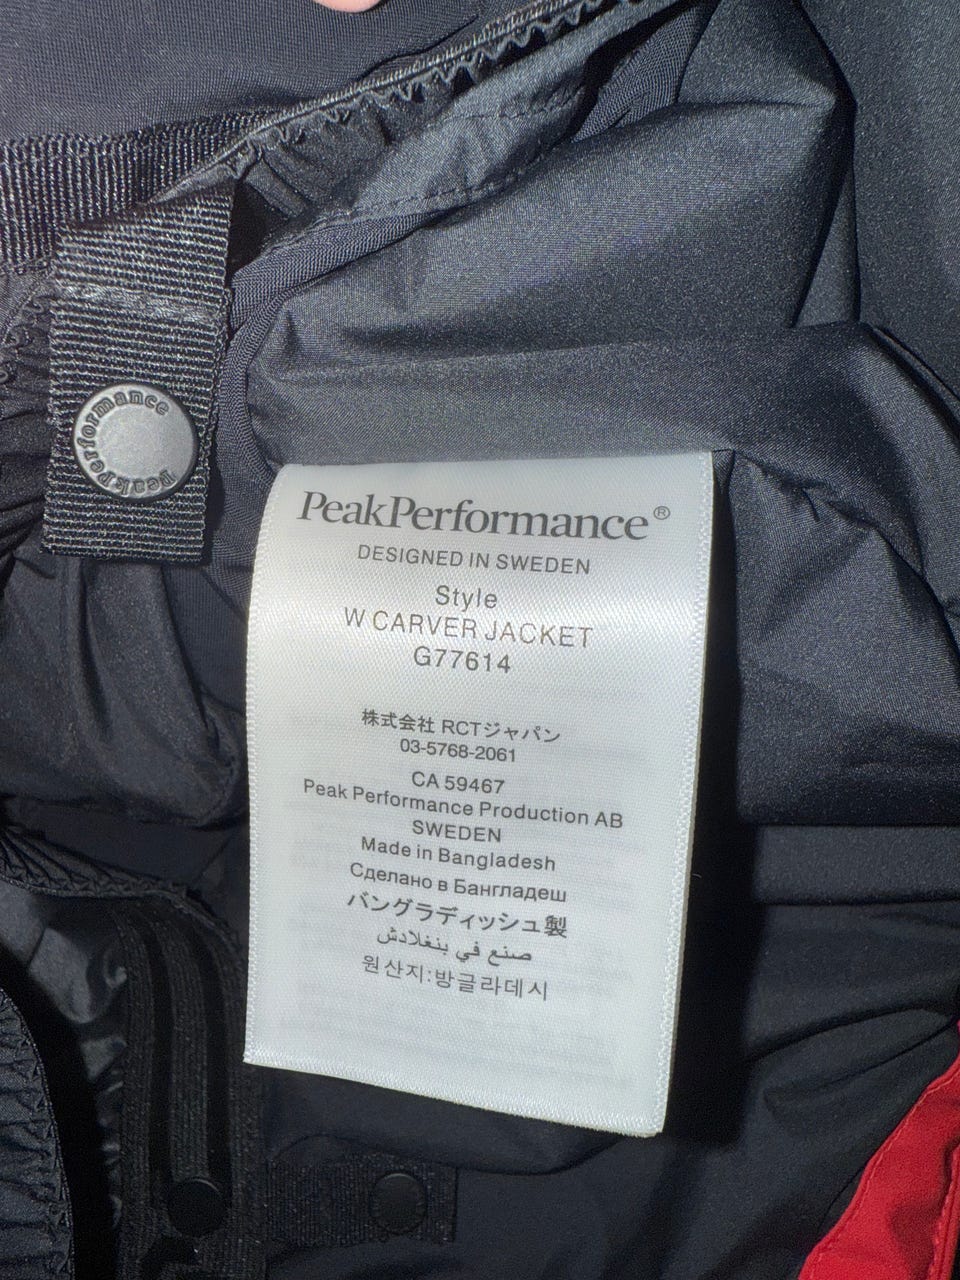 PeakPerformance
PeakPerformance®
DESIGNED IN SWEDEN
Style
W CARVER JACKET
G77614
株式会社 RCTジャパン
03-5768-2061
CA 59467
Peak Performance Production AB
SWEDEN
Made in Bangladesh
Сделано в Бангладеш
バングラディッシュ製
صنع في بنغلادش
원산지:방글라데시